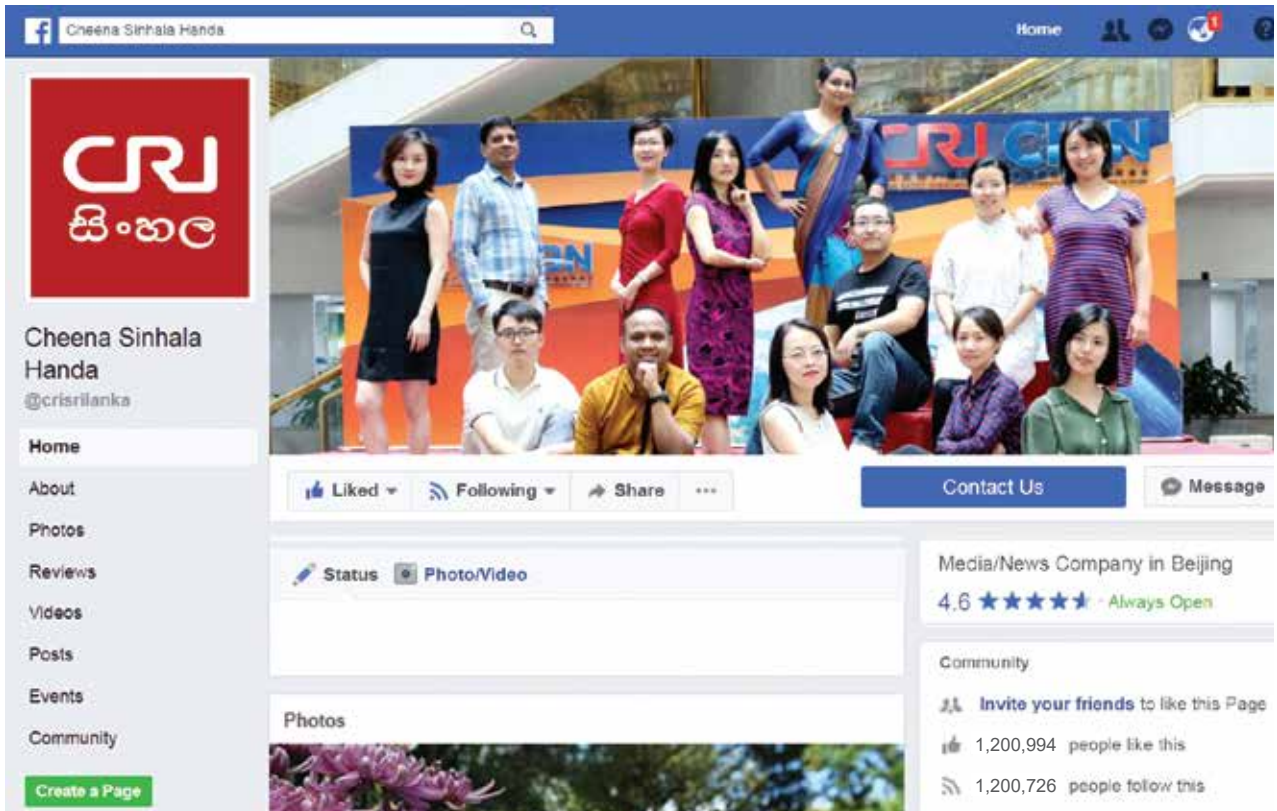 Cheena Sinhala Handa
Home
1
CRI
සිංහල
CRI
Cheena Sinhala
Handa
@crisrilanka
Home
About
Photos
Reviews
Videos
Posts
Events
Community
Create a Page
Liked
Following
Share
Contact Us
Message
Status
Photo/Video
Media/News Company in Beijing
4.6
· Always Open
Community
Invite your friends to like this Page
1,200,994 people like this
1,200,726 people follow this
Photos